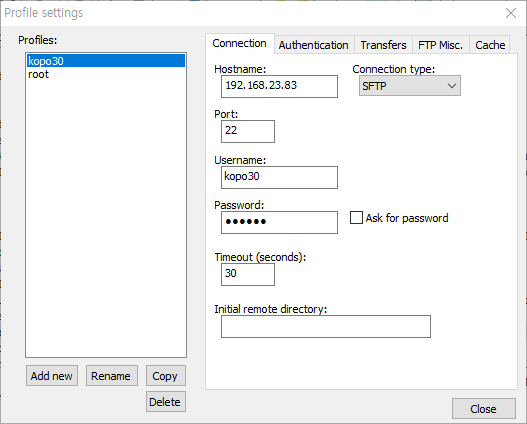 Profile settings
Profiles:
kopo30
root
Add new
Rename
Copy
Delete
Connection
Authentication
Transfers
FTP Misc.
Cache
Hostname:
192.168.23.83
Connection type:
SFTP
Port:
22
Username:
kopo30
Password:
●●●●●●
Ask for password
Timeout (seconds):
30
Initial remote directory:
Close